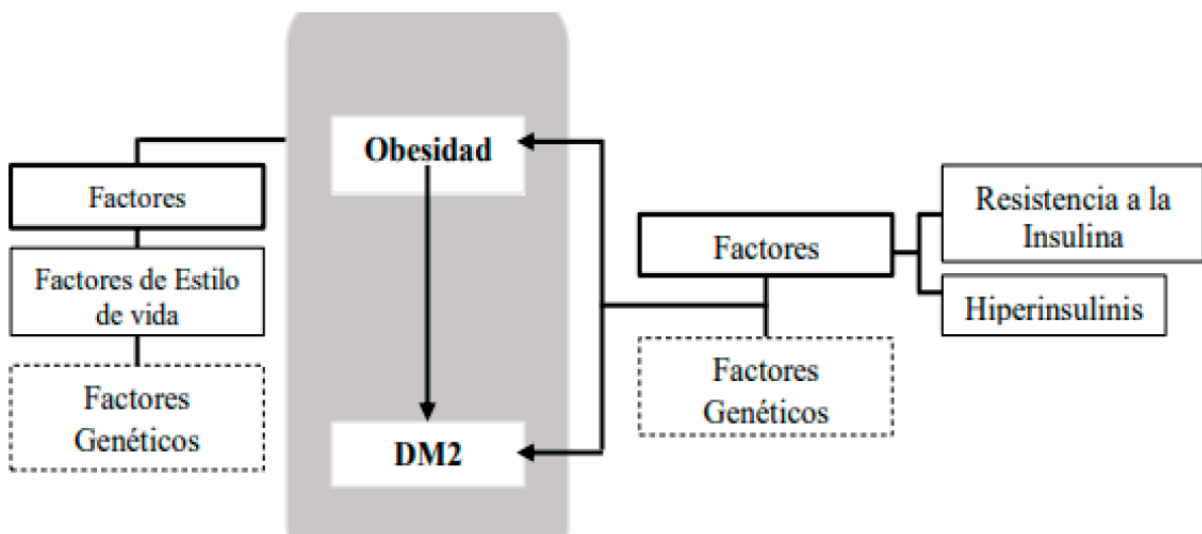 Obesidad
DM2
Factores
Factores de Estilo
de vida
Factores
Genéticos
Factores
Factores
Genéticos
Resistencia a la
Insulina
Hiperinsulinis